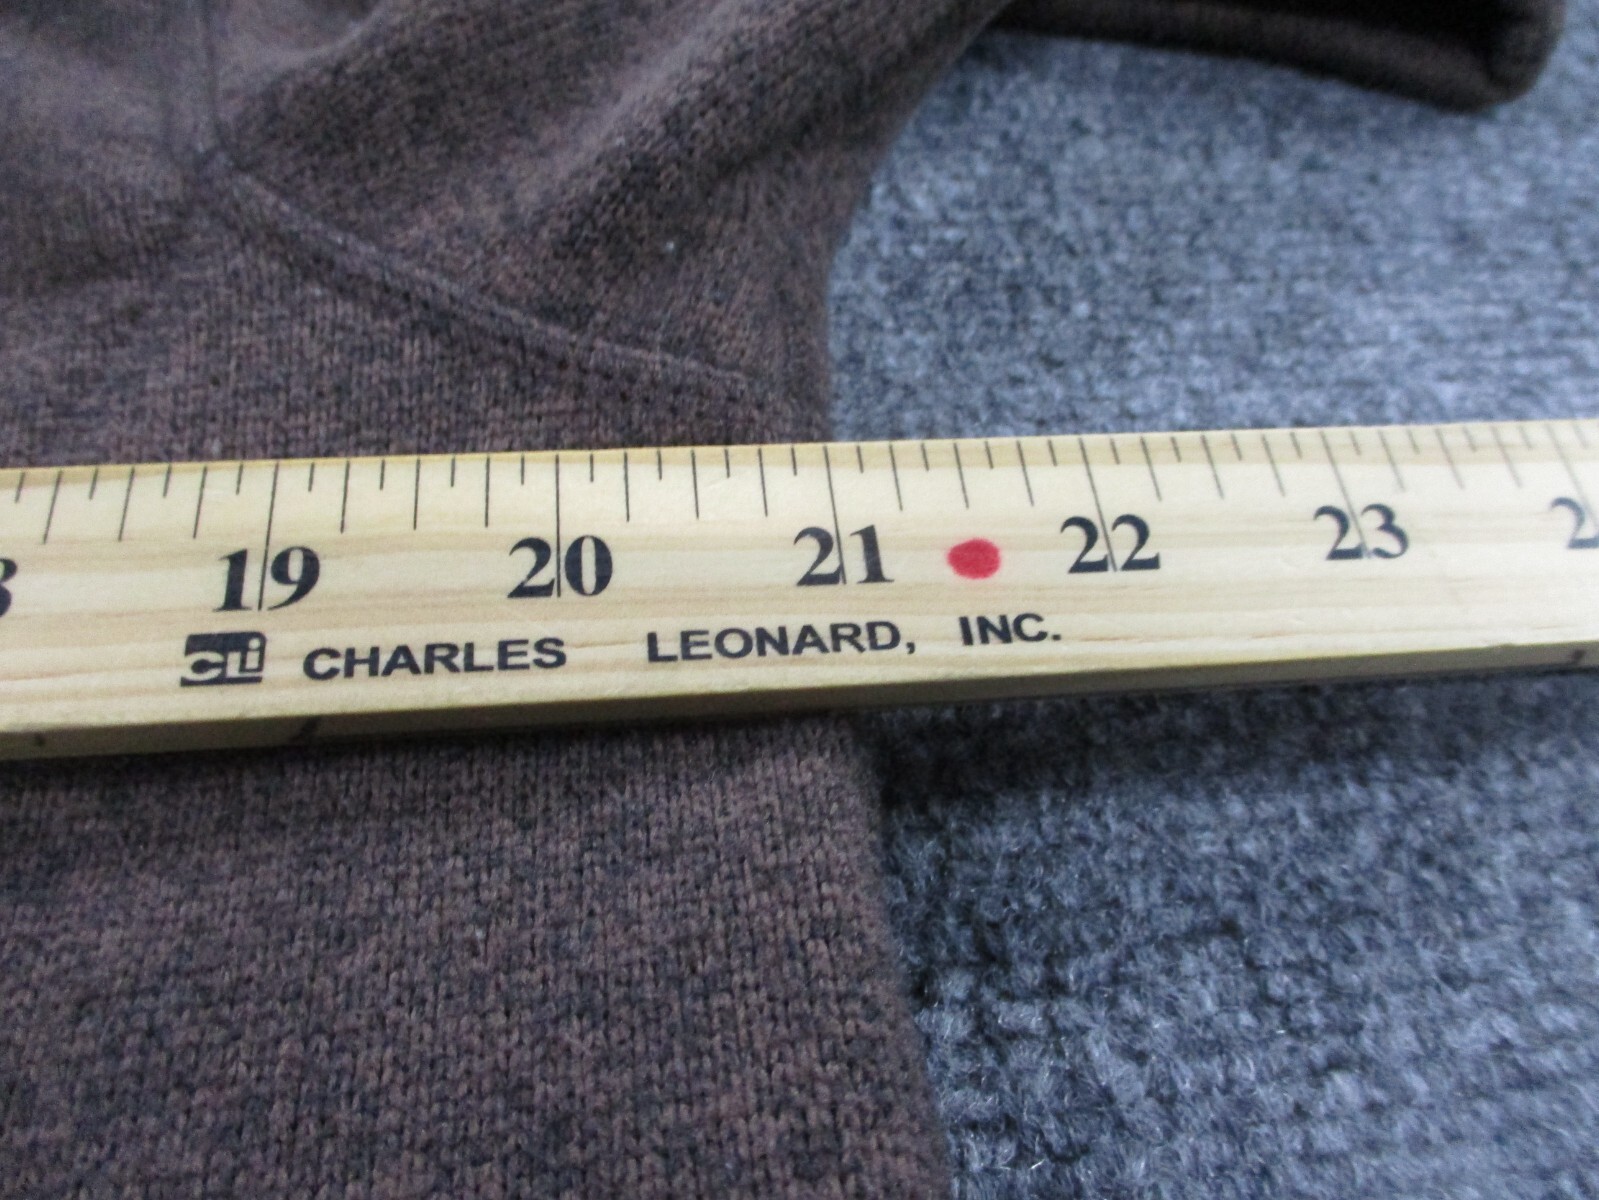 19 20 21 22 23
CLi CHARLES LEONARD, INC.